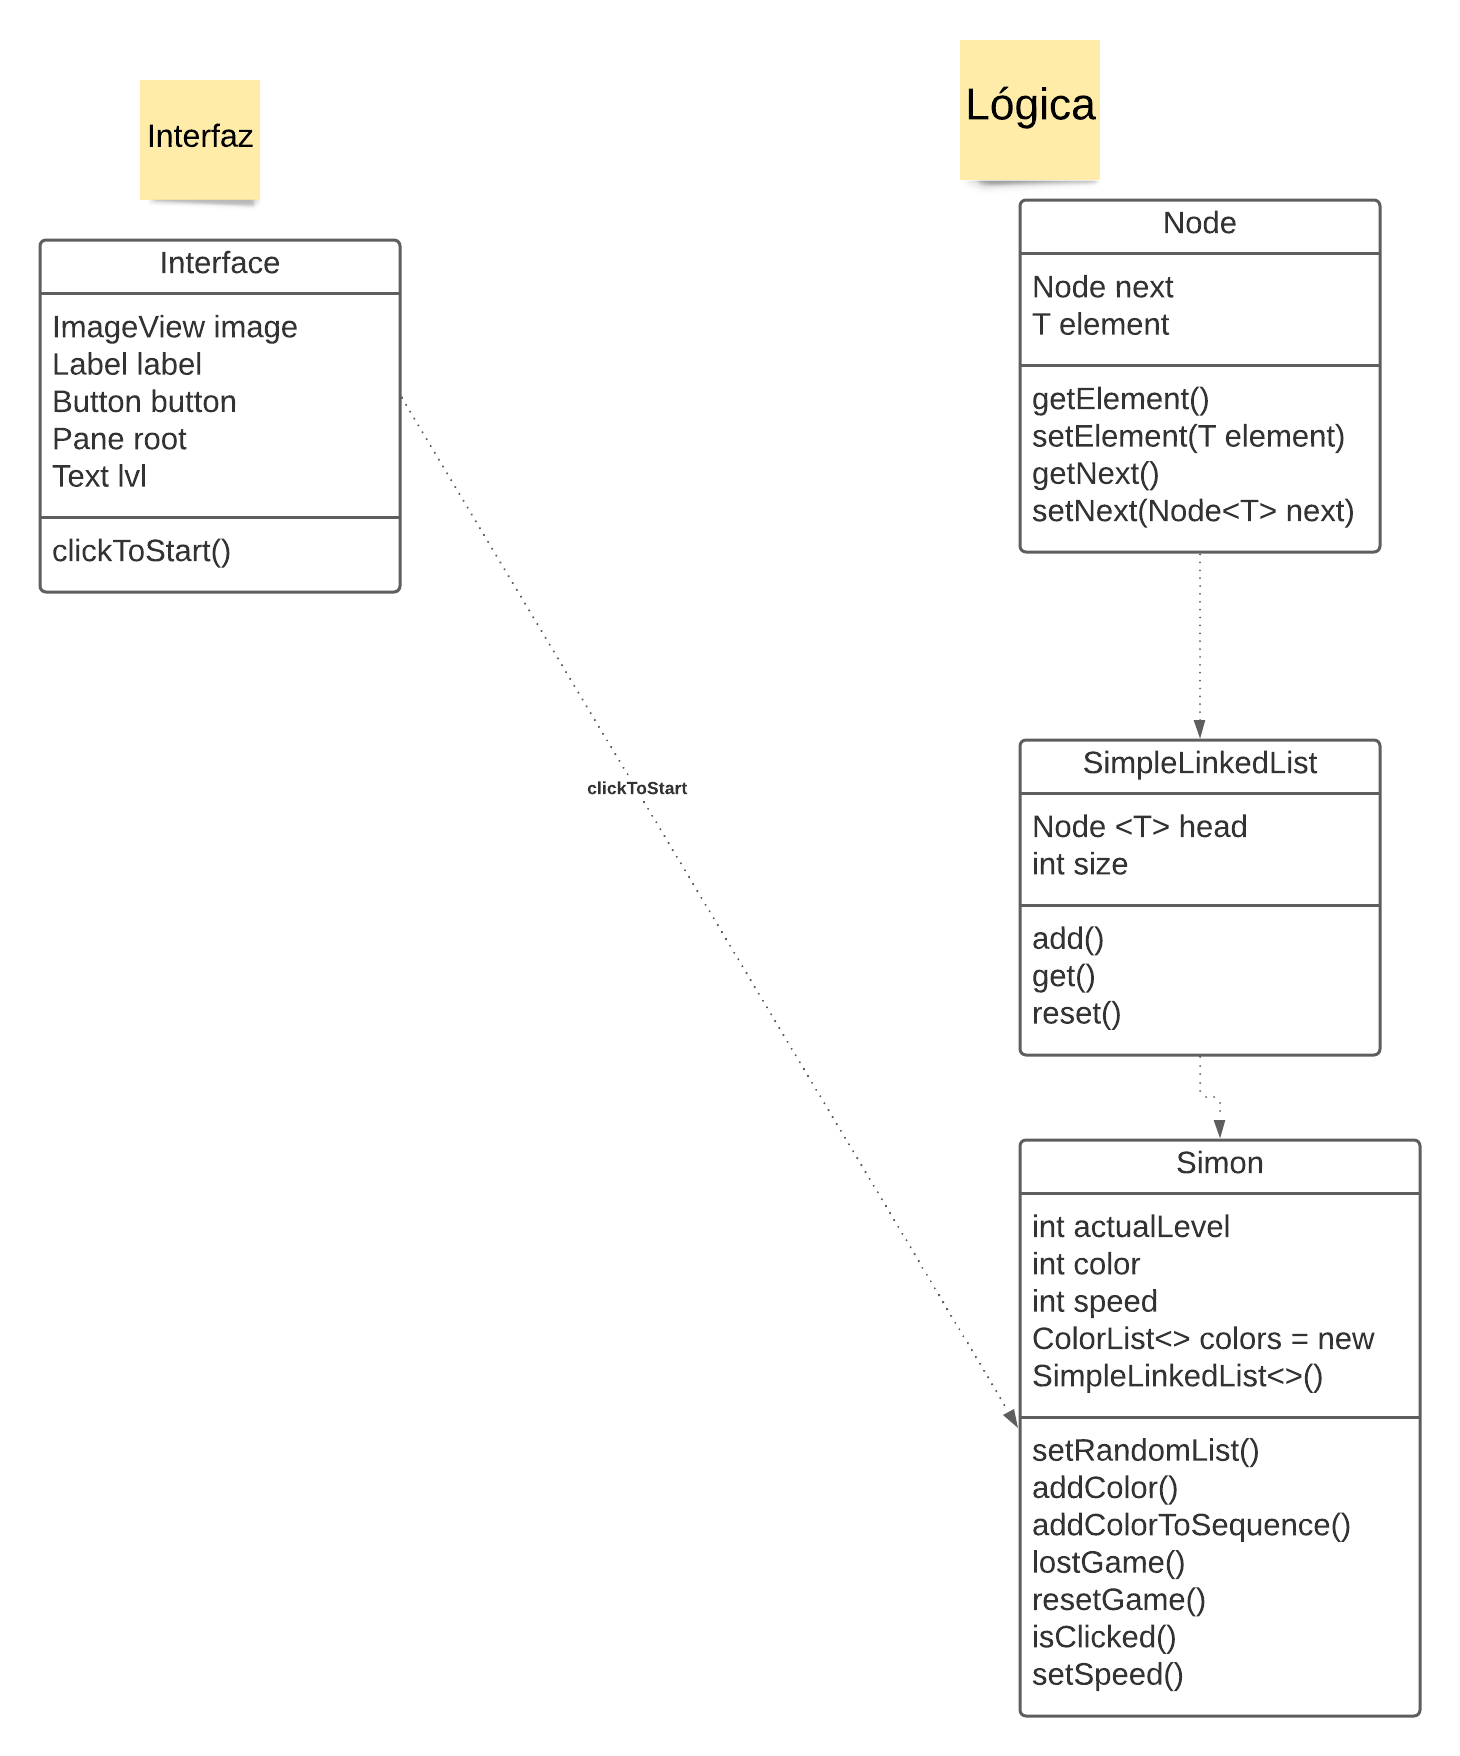 Interfaz
Interface
ImageView image
Label label
Button button
Pane root
Text lvl
clickToStart()
clickToStart
Lógica
Node
Node next
T element
getElement()
setElement(T element)
getNext()
setNext(Node<T> next)
SimpleLinkedList
Node <T> head
int size
add()
get()
reset()
Simon
int actualLevel
int color
int speed
ColorList<> colors = new
SimpleLinkedList<>()
setRandomList()
addColor()
addColorToSequence()
lostGame()
resetGame()
isClicked()
setSpeed()